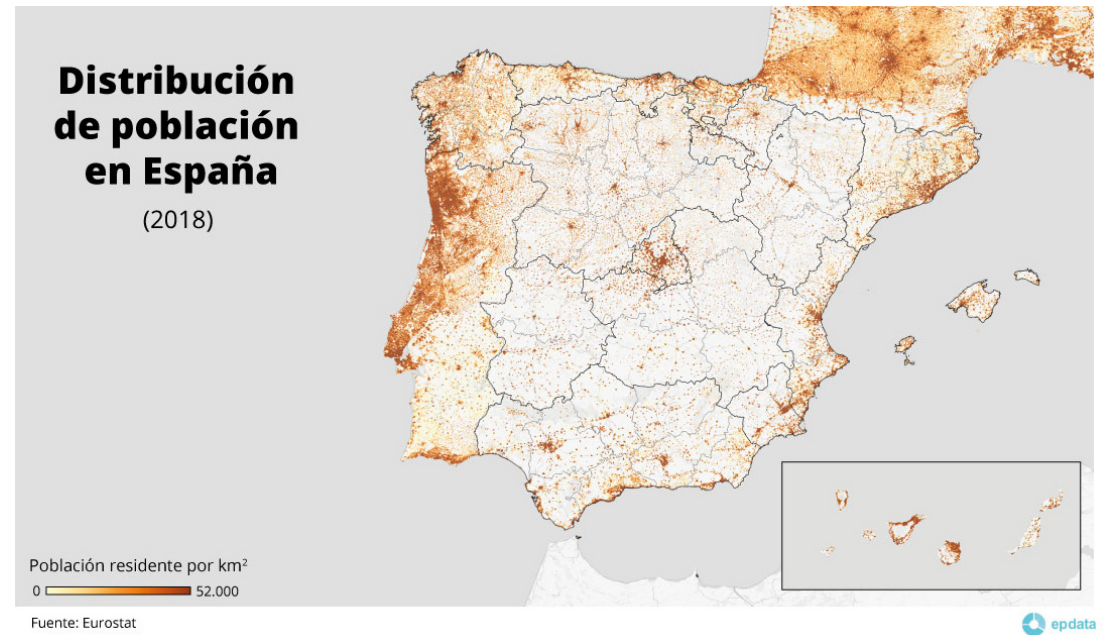 Distribución
de población
en España
(2018)
Población residente por km²
0 52.000
Fuente: Eurostat
epdata